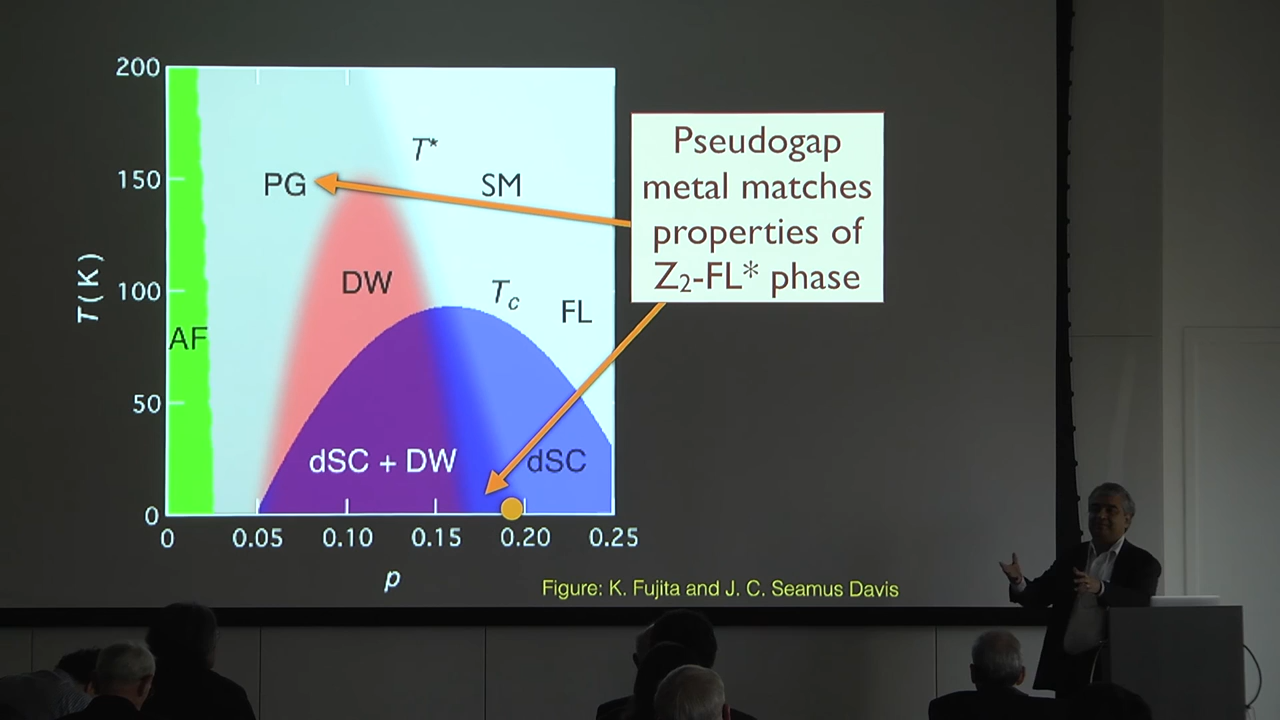 200
150
100
50
0
T(K)
0
0.05
0.10
0.15
0.20
0.25
p
AF
PG
T*
SM
DW
Tc
FL
dSC + DW
dSC
Pseudogap
metal matches
properties of
Z₂-FL* phase
Figure: K. Fujita and J. C. Seamus Davis